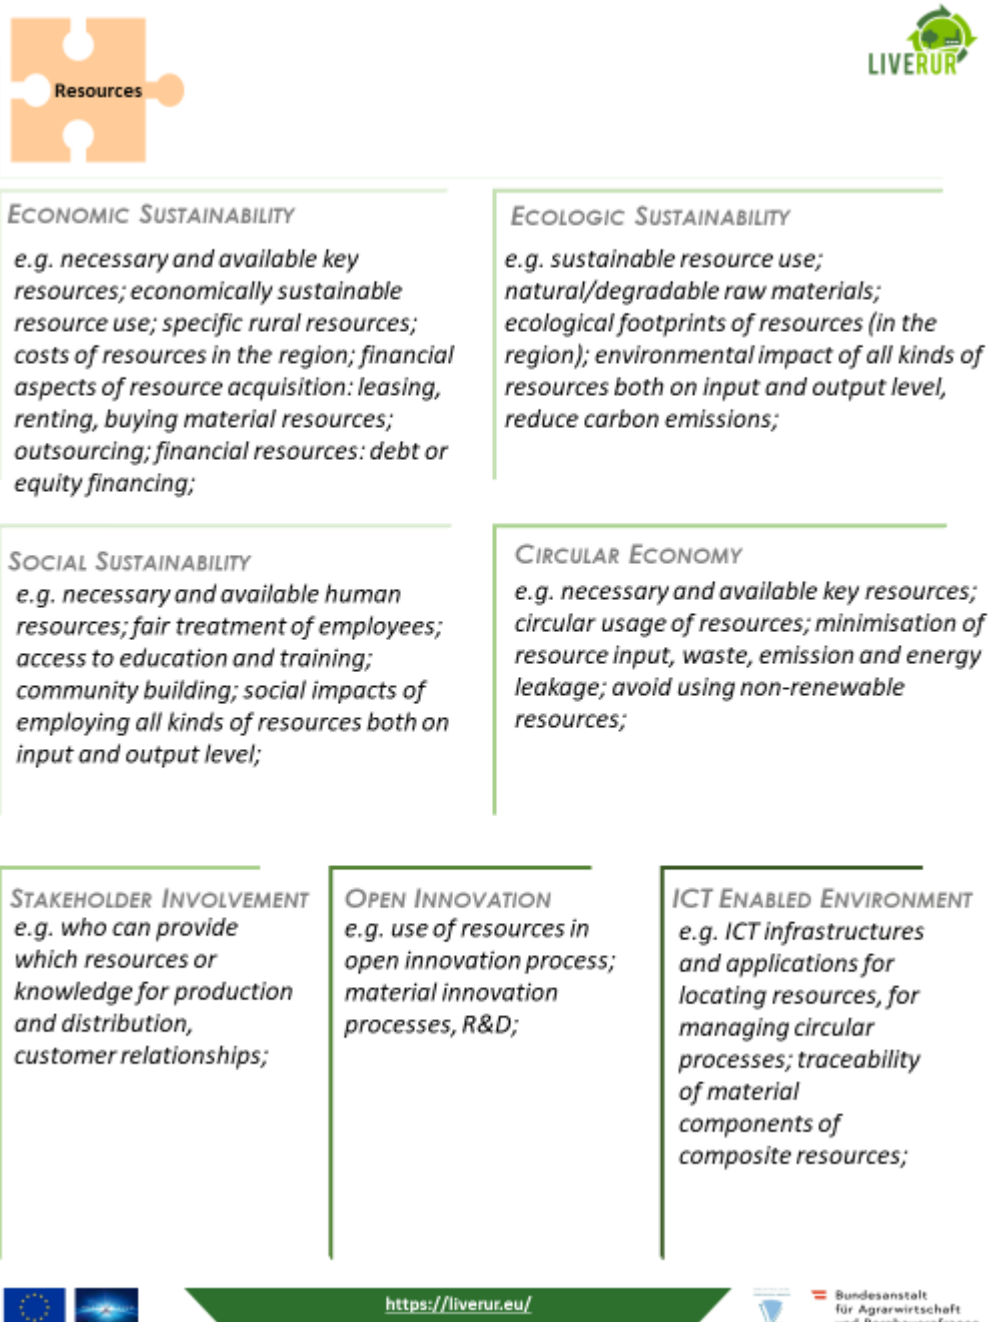 Resources
LIVERUR
ECONOMIC SUSTAINABILITY
e.g. necessary and available key
resources; economically sustainable
resource use; specific rural resources;
costs of resources in the region; financial
aspects of resource acquisition: leasing,
renting, buying material resources;
outsourcing; financial resources: debt or
equity financing;
ECOLOGIC SUSTAINABILITY
e.g. sustainable resource use;
natural/degradable raw materials;
ecological footprints of resources (in the
region); environmental impact of all kinds of
resources both on input and output level,
reduce carbon emissions;
SOCIAL SUSTAINABILITY
e.g. necessary and available human
resources; fair treatment of employees;
access to education and training;
community building; social impacts of
employing all kinds of resources both on
input and output level;
CIRCULAR ECONOMY
e.g. necessary and available key resources;
circular usage of resources; minimisation of
resource input, waste, emission and energy
leakage; avoid using non-renewable
resources;
STAKEHOLDER INVOLVEMENT
e.g. who can provide
which resources or
knowledge for production
and distribution,
customer relationships;
OPEN INNOVATION
e.g. use of resources in
open innovation process;
material innovation
processes, R&D;
ICT ENABLED ENVIRONMENT
e.g. ICT infrastructures
and applications for
locating resources, for
managing circular
processes; traceability
of material
components of
composite resources;
https://liverur.eu/
Bundesanstalt
für Agrarwirtschaft
und Bergbauernfragen